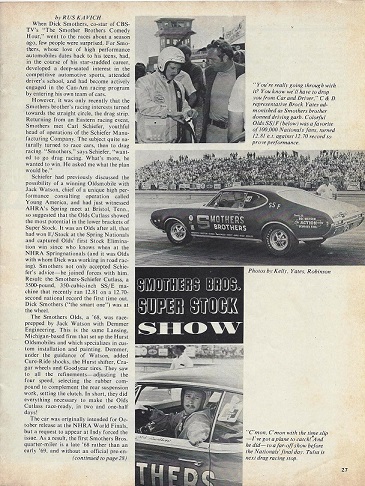 by RUS KAVICH
When Dick Smothers, co-star of CBS-
TV's "The Smother Brothers Comedy
Hour," went to the races about a season
ago, few people were surprised. For Smo-
thers, whose love of high performance
automobiles dates back to his teens, had,
in the course of his star-studded career,
developed a deep-seated interest in the
competitive automotive sports, attended
driver's school, and had become actively
engaged in the Can-Am racing program
by entering his own team of cars.
However, it was only recently that the
Smothers brothers' racing interests turned
towards the straight circle, the drag strip.
Returning from an Eastern racing event,
Smothers met Carl Schiefer, youthful
head of operations of the Schiefer Manu-
facturing Company. The subject quite na-
turally turned to race cars, then to drag
racing. "Smothers," says Schiefer, "want-
ed to go drag racing. What's more, he
wanted to win. He asked me what the plan
would be."
Schiefer had previously discussed the
possibility of a winning Oldsmobile with
Jack Watson, chief of a unique high per-
formance consulting operation called
Young America, and had just witnessed
AHRA's Spring meet at Bristol, Tenn.,
so suggested that the Olds Cutlass showed
the most potential in the lower brackets of
Super Stock. It was an Olds after all, that
had won E/Stock at the Spring Nationals
and captured Olds' first Stock Elimina-
tion win since who knows when at the
NHRA Springnationals (and it was Olds
with whom Dick was working in road rac-
ing). Smothers not only accepted Schie-
fer's advice—he joined forces with him.
Result: the Smothers-Schiefer Cutlass, a
3500-pound, 350-cubic-inch SS/E ma-
chine that recently ran 12.81 on a 12.70-
second national record the first time out.
Dick Smothers ("the smart one") was at
the wheel.
The Smothers Olds, a '68, was race-
prepped by Jack Watson with Demmer
Engineering. This is the same Lansing,
Michigan-based firm that set up the Hurst
Oldsmobiles and which specializes in cus-
tom installation and painting. Demmer,
under the guidance of Watson, added
Cure-Ride shocks, the Hurst shifter, Cra-
gar wheels and Goodyear tires. They saw
to all the refinements—adjusting the
four speed, selecting the rubber com-
pound to complement the rear suspension
work, setting the clutch. In short, they did
everything necessary to make the Olds
Cutlass race-ready, in two and one-half
days!
The car was originally intended for Oc-
tober release at the NHRA World Finals,
but a request to appear at Indy forced the
issue. As a result, the first Smothers Bros.
quarter-miler is a late '68 rather than an
early '69, and without an official pre-en-
(continued to page 29)
"You're really going through with
it? You know we'll have to drop
you from Car and Driver," C & D
representative Brock Yates ad-
monished as Smothers brother
donned driving garb. Colorful
Olds SS/F (below) was a favorite
of 100,000 Nationals fans, turned
12.81 e.t. against 12.70 record to
prove performance.
SMOTHERS
BROTHERS
SS F
Photos by Kelly, Yates, Robinson
SMOTHERS BROS.
SUPER STOCK
SHOW
THERS
"C'mon, C'mon with the time slip
—I've got a plane to catch." And
he did—to a far-off show before
the Nationals' final day. Tulsa is
next drag racing stop.
27